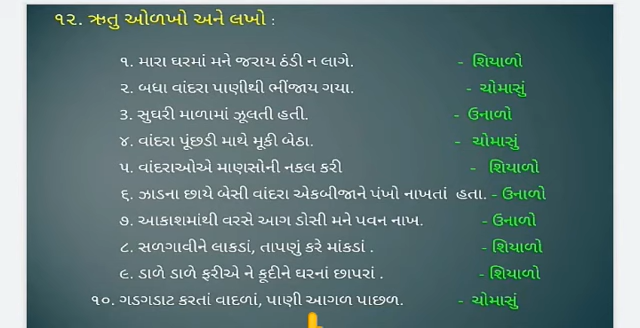 ૧૨. ઋતુ ઓળખો અને લખો :
૧. મારા ઘરમાં મને જરાય ઠંડી ન લાગે. - શિયાળો
૨. બધા વાંદરા પાણીથી ભીંજાય ગયા. - ચોમાસું
૩. સુઘરી માળામાં ઝૂલતી હતી. - ઉનાળો
૪. વાંદરા પૂંછડી માથે મૂકી બેઠા. - ચોમાસું
૫. વાંદરાઓએ માણસોની નકલ કરી - શિયાળો
૬. ઝાડના છાયે બેસી વાંદરા એકબીજાને પંખો નાખતાં હતા. - ઉનાળો
૭. આકાશમાંથી વરસે આગ ડોસી મને પવન નાખ. - ઉનાળો
૮. સળગાવીને લાકડાં, તાપણું કરે માંકડાં . - શિયાળો
૯. ડાળે ડાળે ફરીએ ને કૂદીને ઘરનાં છાપરાં . - શિયાળો
૧૦. ગડગડાટ કરતાં વાદળાં, પાણી આગળ પાછળ. - ચોમાસું